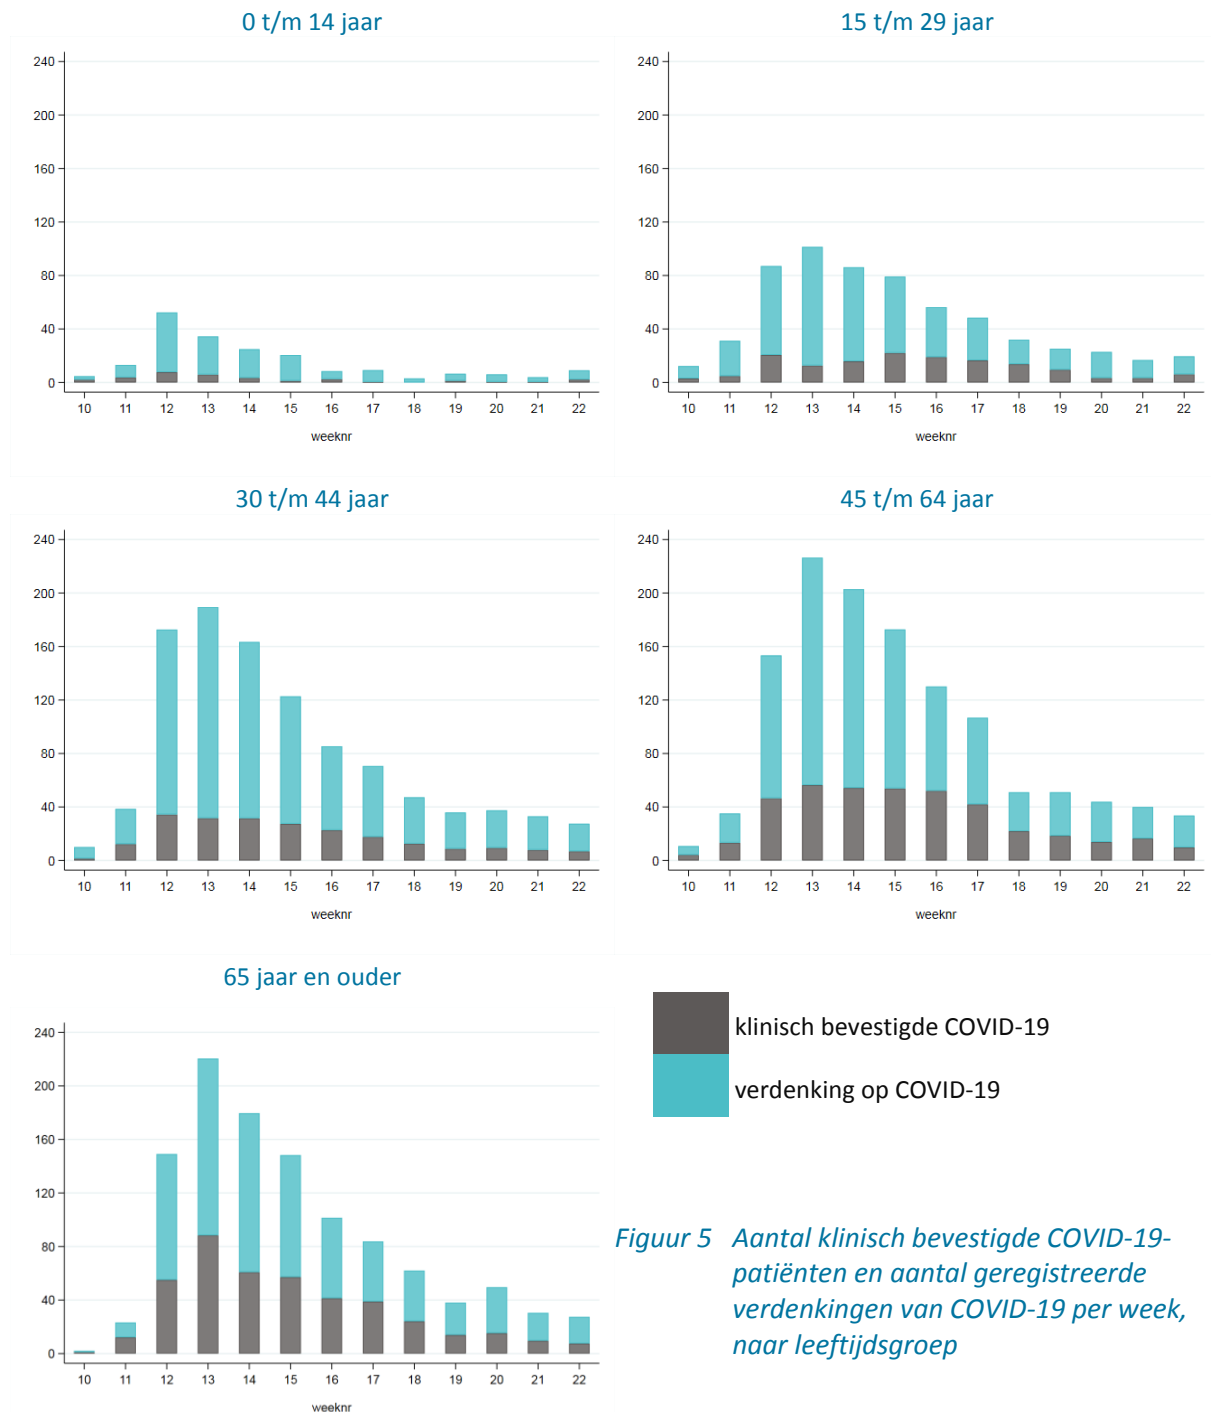 0 t/m 14 jaar
240
200
160
120
80
40
0
10 11 12 13 14 15 16 17 18 19 20 21 22
weeknr
15 t/m 29 jaar
240
200
160
120
80
40
0
10 11 12 13 14 15 16 17 18 19 20 21 22
weeknr
30 t/m 44 jaar
240
200
160
120
80
40
0
10 11 12 13 14 15 16 17 18 19 20 21 22
weeknr
45 t/m 64 jaar
240
200
160
120
80
40
0
10 11 12 13 14 15 16 17 18 19 20 21 22
weeknr
65 jaar en ouder
240
200
160
120
80
40
0
10 11 12 13 14 15 16 17 18 19 20 21 22
weeknr
klinisch bevestigde COVID-19
verdenking op COVID-19
Figuur 5 Aantal klinisch bevestigde COVID-19-
patiënten en aantal geregistreerde
verdenkingen van COVID-19 per week,
naar leeftijdsgroep